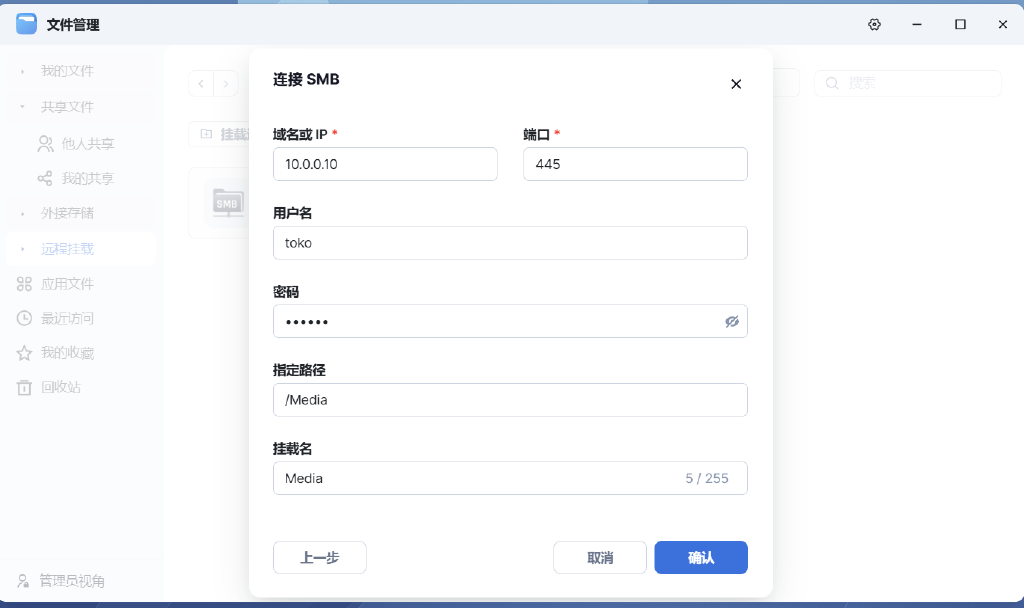 文件管理
我的文件
共享文件
他人共享
我的共享
外接存储
远程挂载
应用文件
最近访问
我的收藏
回收站
管理员视角
搜索
挂载
SMB
连接 SMB
域名或 IP *
端口 *
10.0.0.10
445
用户名
toko
密码
••••••
指定路径
/Media
挂载名
Media
5 / 255
上一步
取消
确认